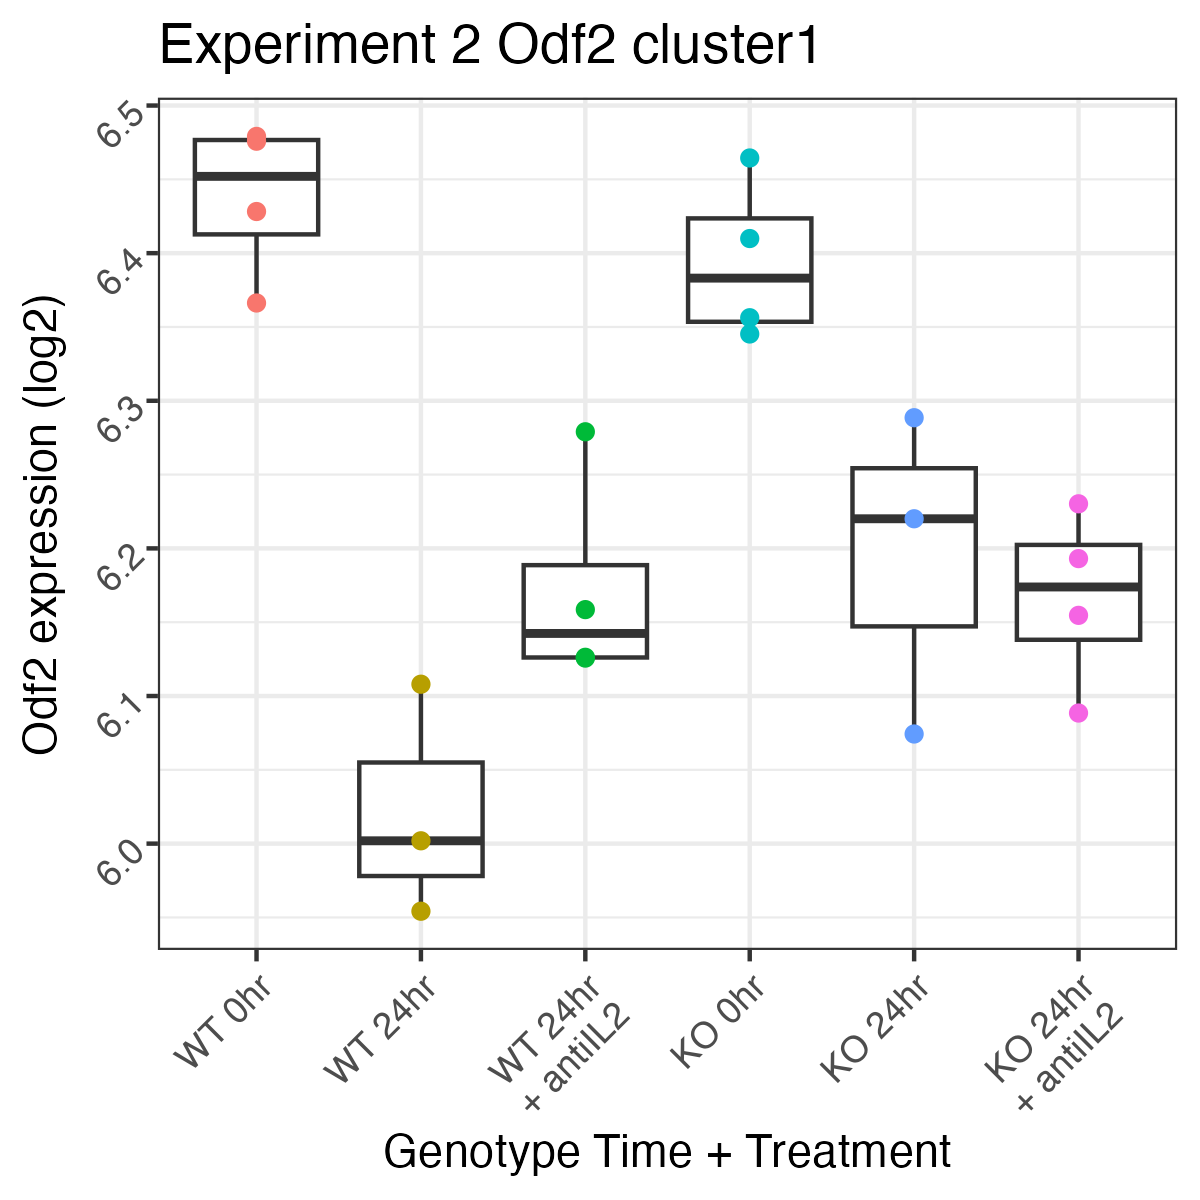 Experiment 2 Odf2 cluster1
Odf2 expression (log2)
6.5
6.4
6.3
6.2
6.1
6.0
WT 0hr
WT 24hr
WT 24hr
+ antiIL2
KO 0hr
KO 24hr
KO 24hr
+ antiIL2
Genotype Time + Treatment